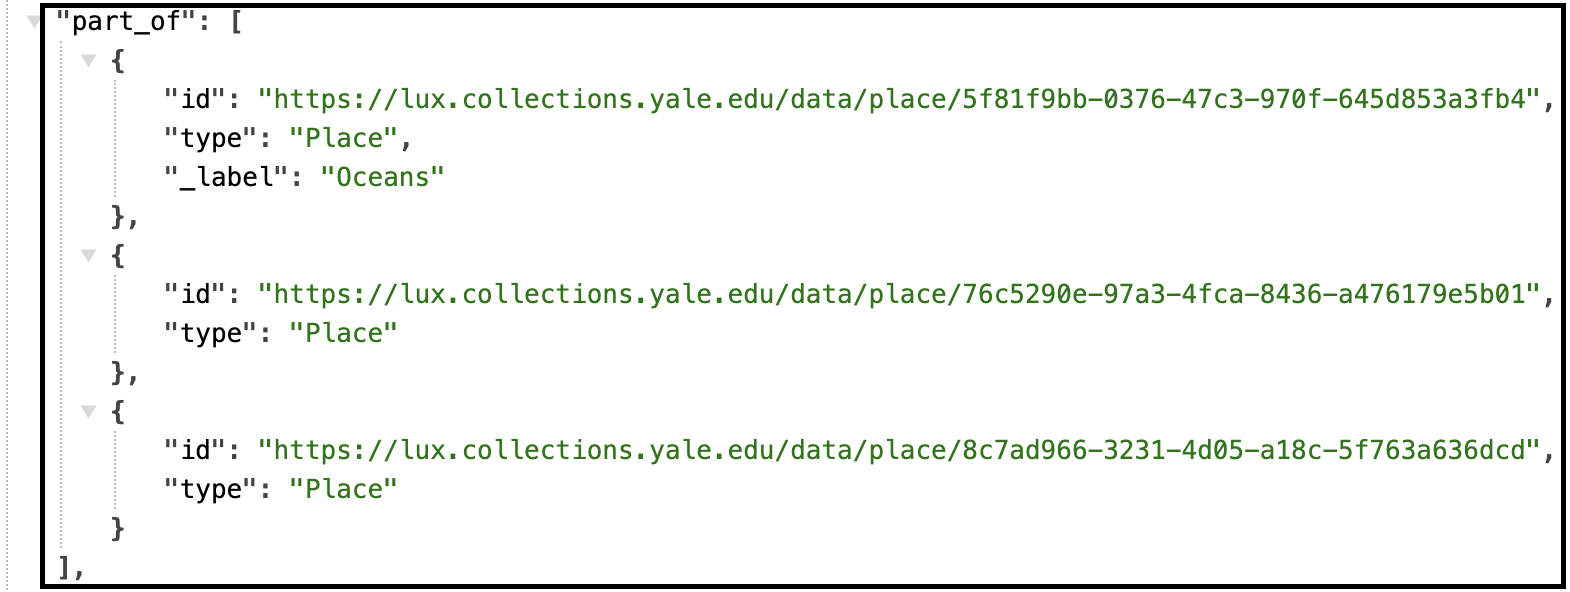 "part_of": [
{
"id": "https://lux.collections.yale.edu/data/place/5f81f9bb-0376-47c3-970f-645d853a3fb4",
"type": "Place",
"_label": "Oceans"
},
{
"id": "https://lux.collections.yale.edu/data/place/76c5290e-97a3-4fca-8436-a476179e5b01",
"type": "Place"
},
{
"id": "https://lux.collections.yale.edu/data/place/8c7ad966-3231-4d05-a18c-5f763a636dcd",
"type": "Place"
}
],